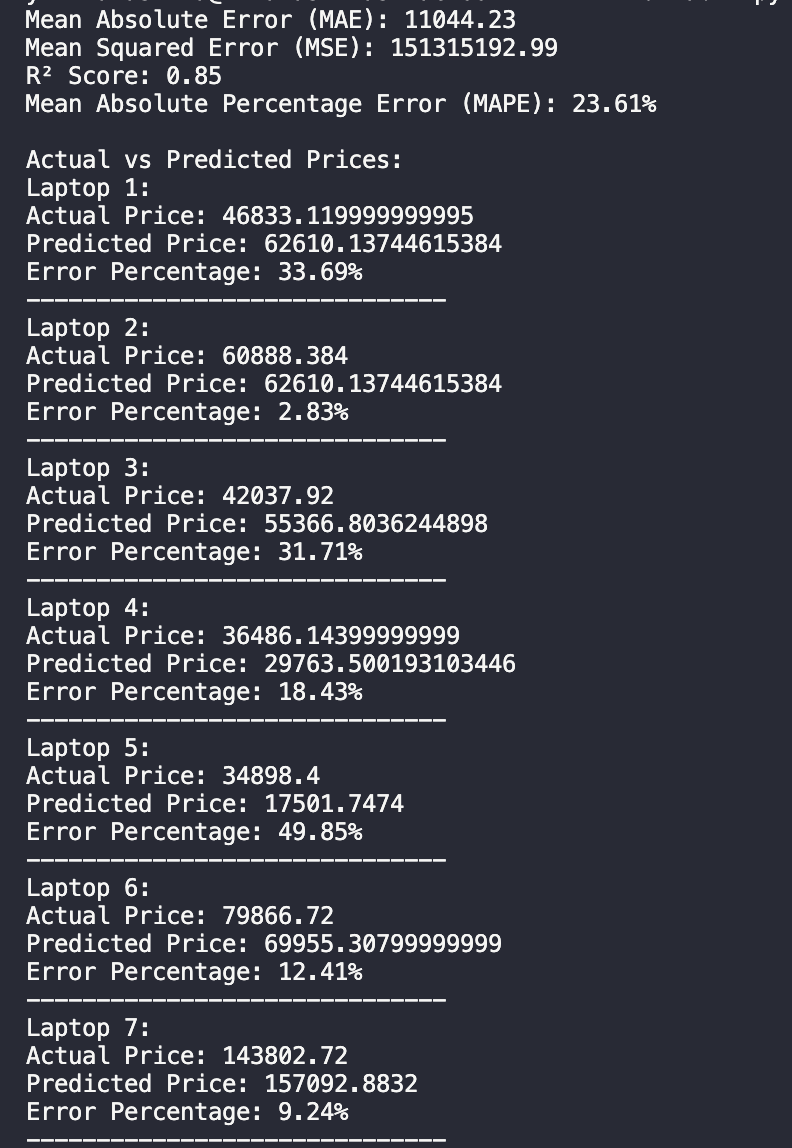 Mean Absolute Error (MAE): 11044.23
Mean Squared Error (MSE): 151315192.99
R² Score: 0.85
Mean Absolute Percentage Error (MAPE): 23.61%
Actual vs Predicted Prices:
Laptop 1:
Actual Price: 46833.119999999995
Predicted Price: 62610.13744615384
Error Percentage: 33.69%
------------------------------
Laptop 2:
Actual Price: 60888.384
Predicted Price: 62610.13744615384
Error Percentage: 2.83%
------------------------------
Laptop 3:
Actual Price: 42037.92
Predicted Price: 55366.8036244898
Error Percentage: 31.71%
------------------------------
Laptop 4:
Actual Price: 36486.14399999999
Predicted Price: 29763.500193103446
Error Percentage: 18.43%
------------------------------
Laptop 5:
Actual Price: 34898.4
Predicted Price: 17501.7474
Error Percentage: 49.85%
------------------------------
Laptop 6:
Actual Price: 79866.72
Predicted Price: 69955.30799999999
Error Percentage: 12.41%
------------------------------
Laptop 7:
Actual Price: 143802.72
Predicted Price: 157092.8832
Error Percentage: 9.24%
------------------------------